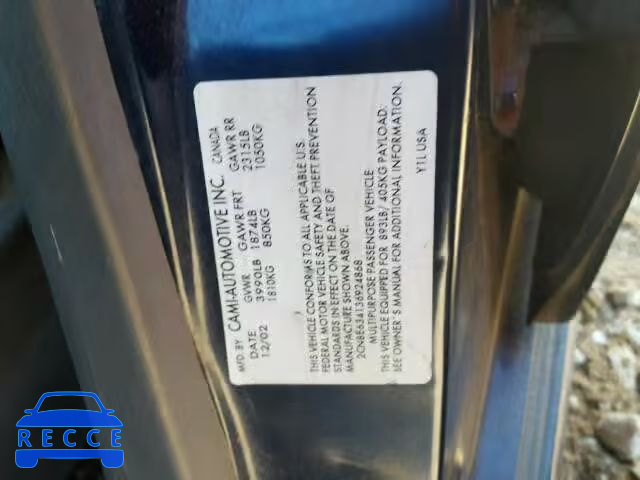 MFD. BY CAMI-AUTOMOTIVE INC. CANADA
DATE GVWR GAWR FRT GAWR RR
12/02 3990LB 1874LB 2315LB
1810KG 850KG 1050KG
THIS VEHICLE CONFORMS TO ALL APPLICABLE U.S.
FEDERAL MOTOR VEHICLE SAFETY AND THEFT PREVENTION
STANDARDS IN EFFECT ON THE DATE OF
MANUFACTURE SHOWN ABOVE.
2CNBE634136924868
MULTIPURPOSE PASSENGER VEHICLE
THIS VEHICLE EQUIPPED FOR 893LB/ 405KG PAYLOAD:
SEE OWNER'S MANUAL FOR ADDITIONAL INFORMATION.
YTL USA
RECCE